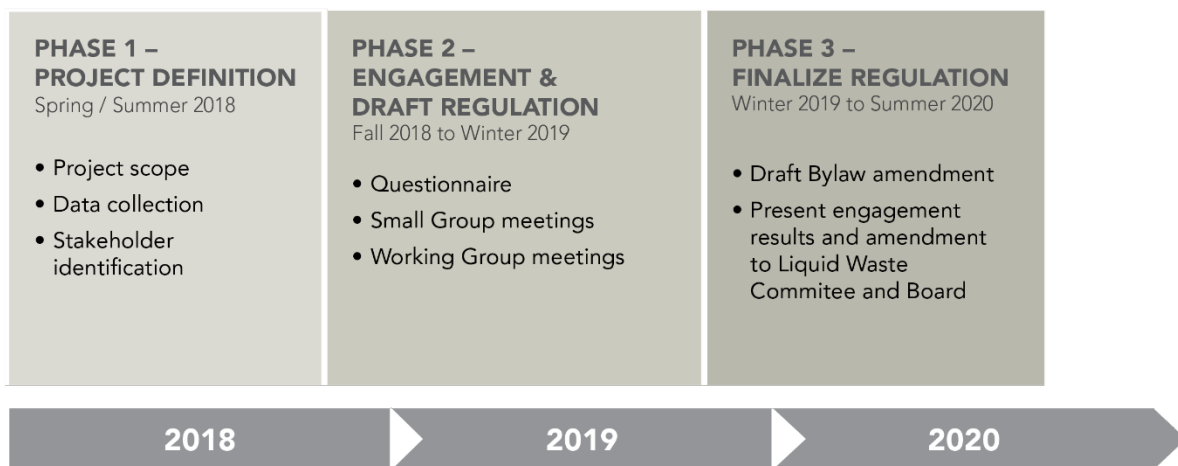 PHASE 1 –
PROJECT DEFINITION
Spring / Summer 2018
• Project scope
• Data collection
• Stakeholder
identification
PHASE 2 –
ENGAGEMENT &
DRAFT REGULATION
Fall 2018 to Winter 2019
• Questionnaire
• Small Group meetings
• Working Group meetings
PHASE 3 –
FINALIZE REGULATION
Winter 2019 to Summer 2020
• Draft Bylaw amendment
• Present engagement
results and amendment
to Liquid Waste
Commitee and Board
2018
2019
2020